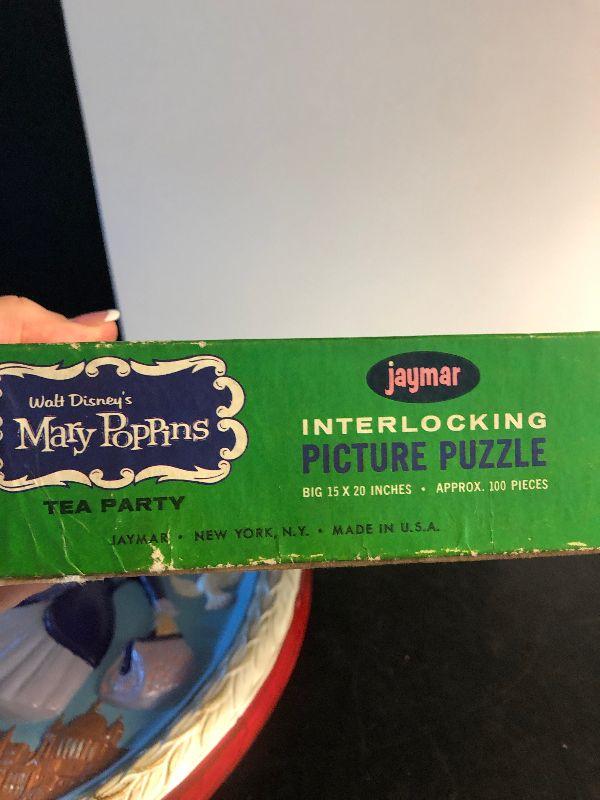 Walt Disney's
Mary Poppins
TEA PARTY
jaymar
INTERLOCKING
PICTURE PUZZLE
BIG 15 X 20 INCHES • APPROX. 100 PIECES
JAYMAR • NEW YORK, N.Y. • MADE IN U.S.A.